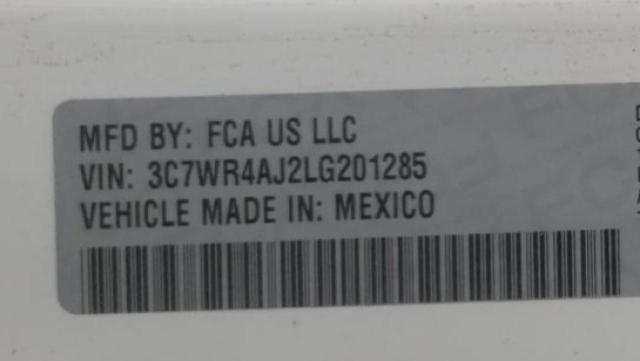 MFD BY: FCA US LLC
VIN: 3C7WR4AJ2LG201285
VEHICLE MADE IN: MEXICO